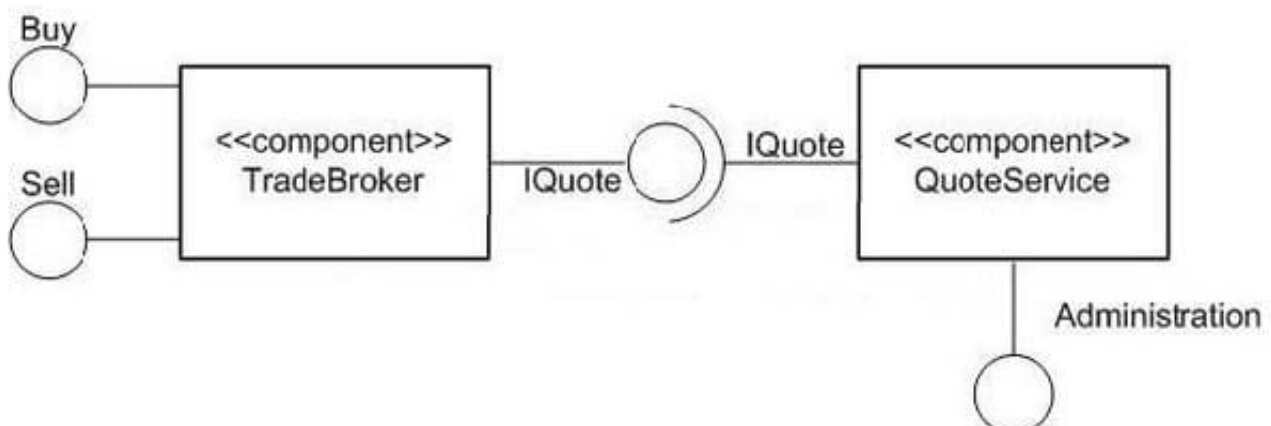 Buy
<<component>>
TradeBroker
Sell
IQuote
IQuote
<<component>>
QuoteService
Administration